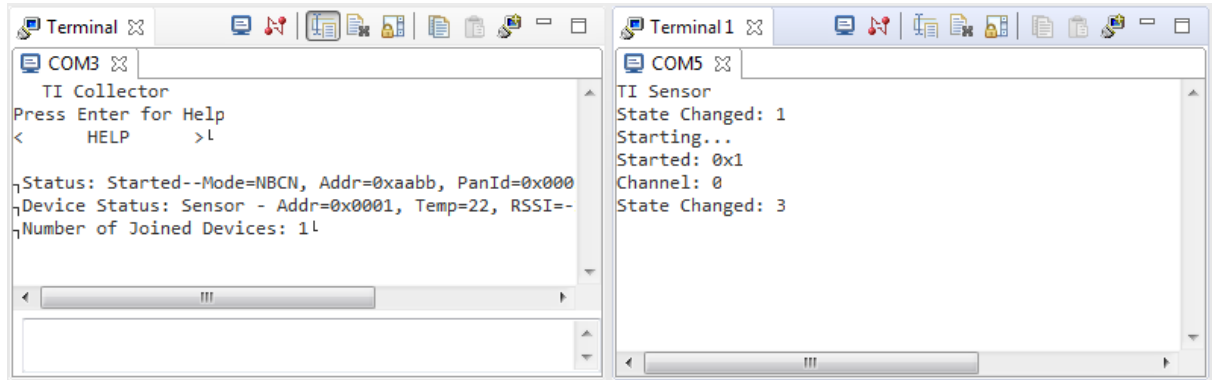 Terminal
COM3
TI Collector
Press Enter for Help
< HELP >
Status: Started--Mode=NBCN, Addr=0xaabb, PanId=0x000
Device Status: Sensor - Addr=0x0001, Temp=22, RSSI=-
Number of Joined Devices: 1
Terminal 1
COM5
TI Sensor
State Changed: 1
Starting...
Started: 0x1
Channel: 0
State Changed: 3